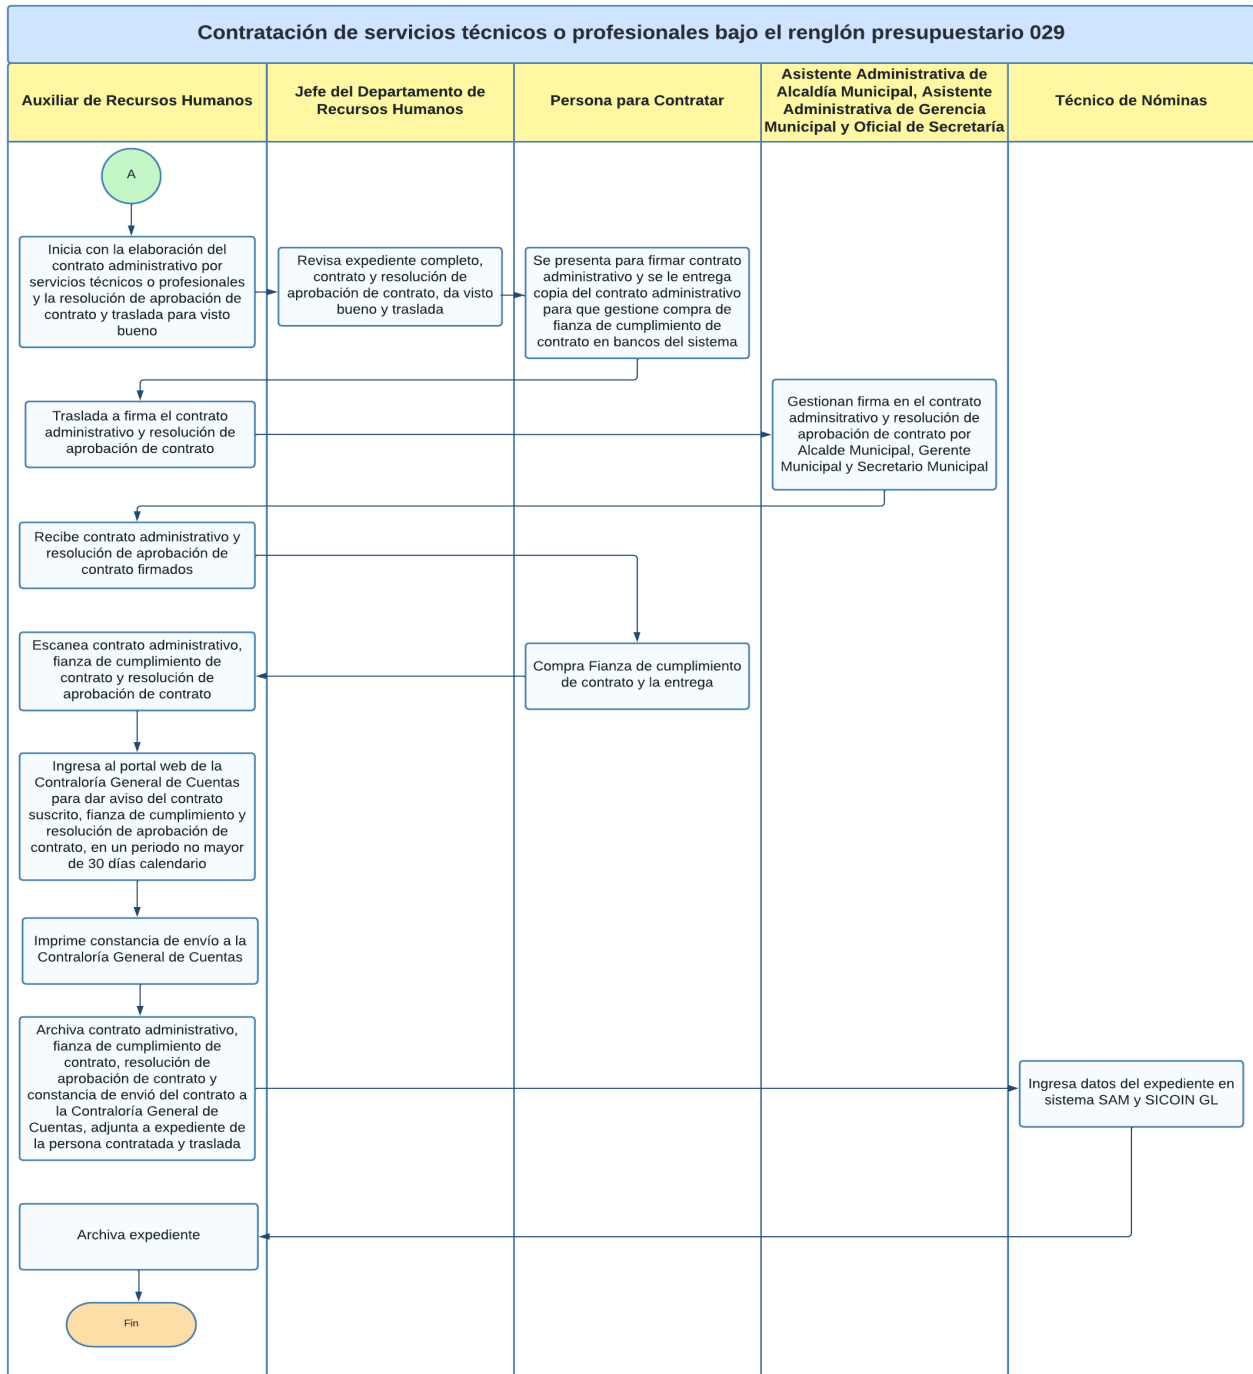 Contratación de servicios técnicos o profesionales bajo el renglón presupuestario 029
Auxiliar de Recursos Humanos
Jefe del Departamento de
Recursos Humanos
Persona para Contratar
Asistente Administrativa de
Alcaldía Municipal, Asistente
Administrativa de Gerencia
Municipal y Oficial de Secretaría
Técnico de Nóminas
A
Inicia con la elaboración del
contrato administrativo por
servicios técnicos o profesionales
y la resolución de aprobación de
contrato y traslada para visto
bueno
Revisa expediente completo,
contrato y resolución de
aprobación de contrato, da visto
bueno y traslada
Se presenta para firmar contrato
administrativo y se le entrega
copia del contrato administrativo
para que gestione compra de
fianza de cumplimiento de
contrato en bancos del sistema
Traslada a firma el contrato
administrativo y resolución de
aprobación de contrato
Gestionan firma en el contrato
adminsitrativo y resolución de
aprobación de contrato por
Alcalde Municipal, Gerente
Municipal y Secretario Municipal
Recibe contrato administrativo y
resolución de aprobación de
contrato firmados
Compra Fianza de cumplimiento
de contrato y la entrega
Escanea contrato administrativo,
fianza de cumplimiento de
contrato y resolución de
aprobación de contrato
Ingresa al portal web de la
Contraloría General de Cuentas
para dar aviso del contrato
suscrito, fianza de cumplimiento y
resolución de aprobación de
contrato, en un periodo no mayor
de 30 días calendario
Imprime constancia de envío a la
Contraloría General de Cuentas
Archiva contrato administrativo,
fianza de cumplimiento de
contrato, resolución de
aprobación de contrato y
constancia de envió del contrato a
la Contraloría General de
Cuentas, adjunta a expediente de
la persona contratada y traslada
Ingresa datos del expediente en
sistema SAM y SICOIN GL
Archiva expediente
Fin